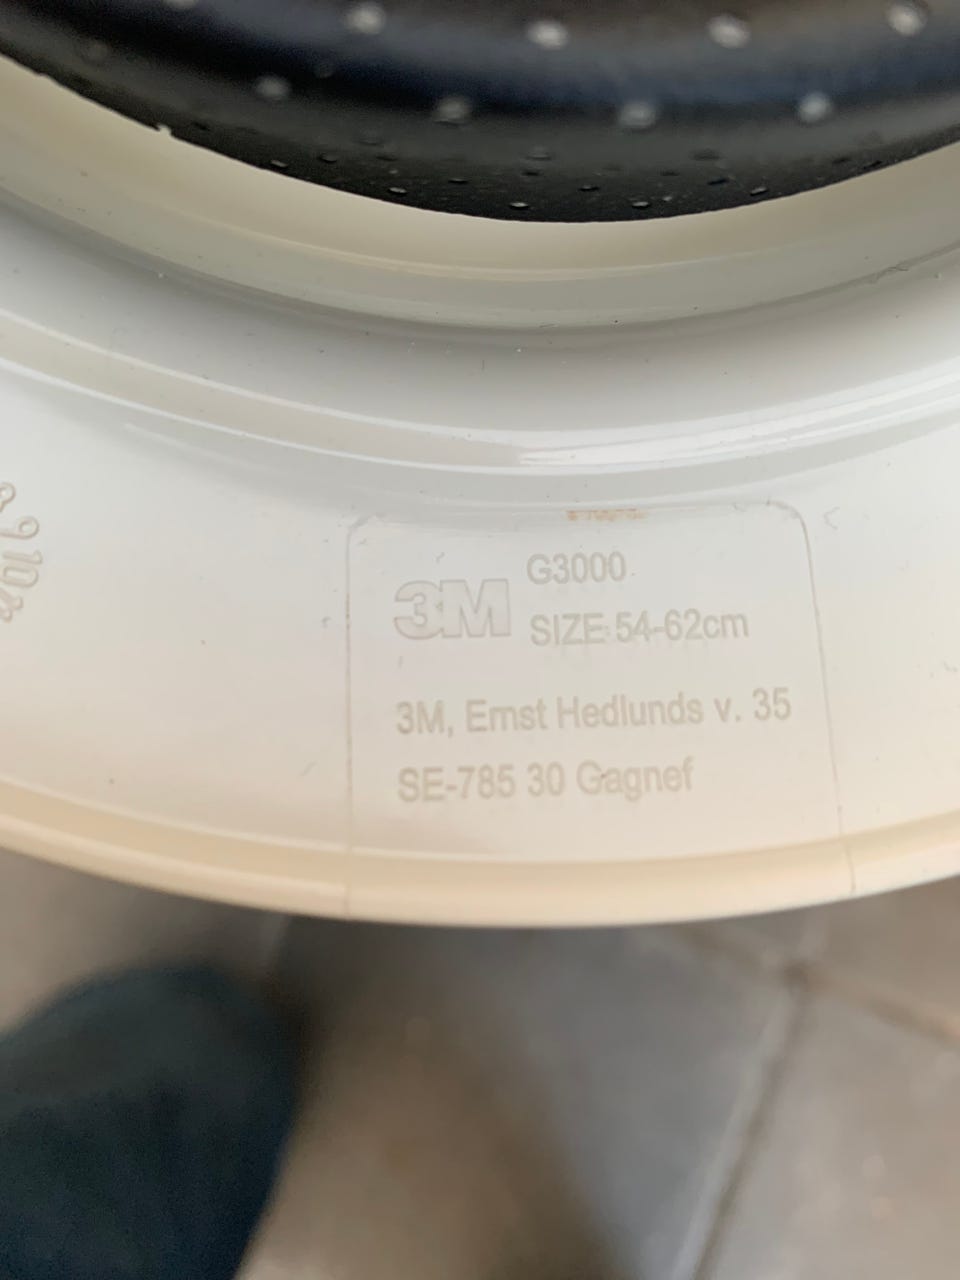 3M
G3000
SIZE 54-62cm
3M, Ernst Hedlunds v. 35
SE-785 30 Gagnef